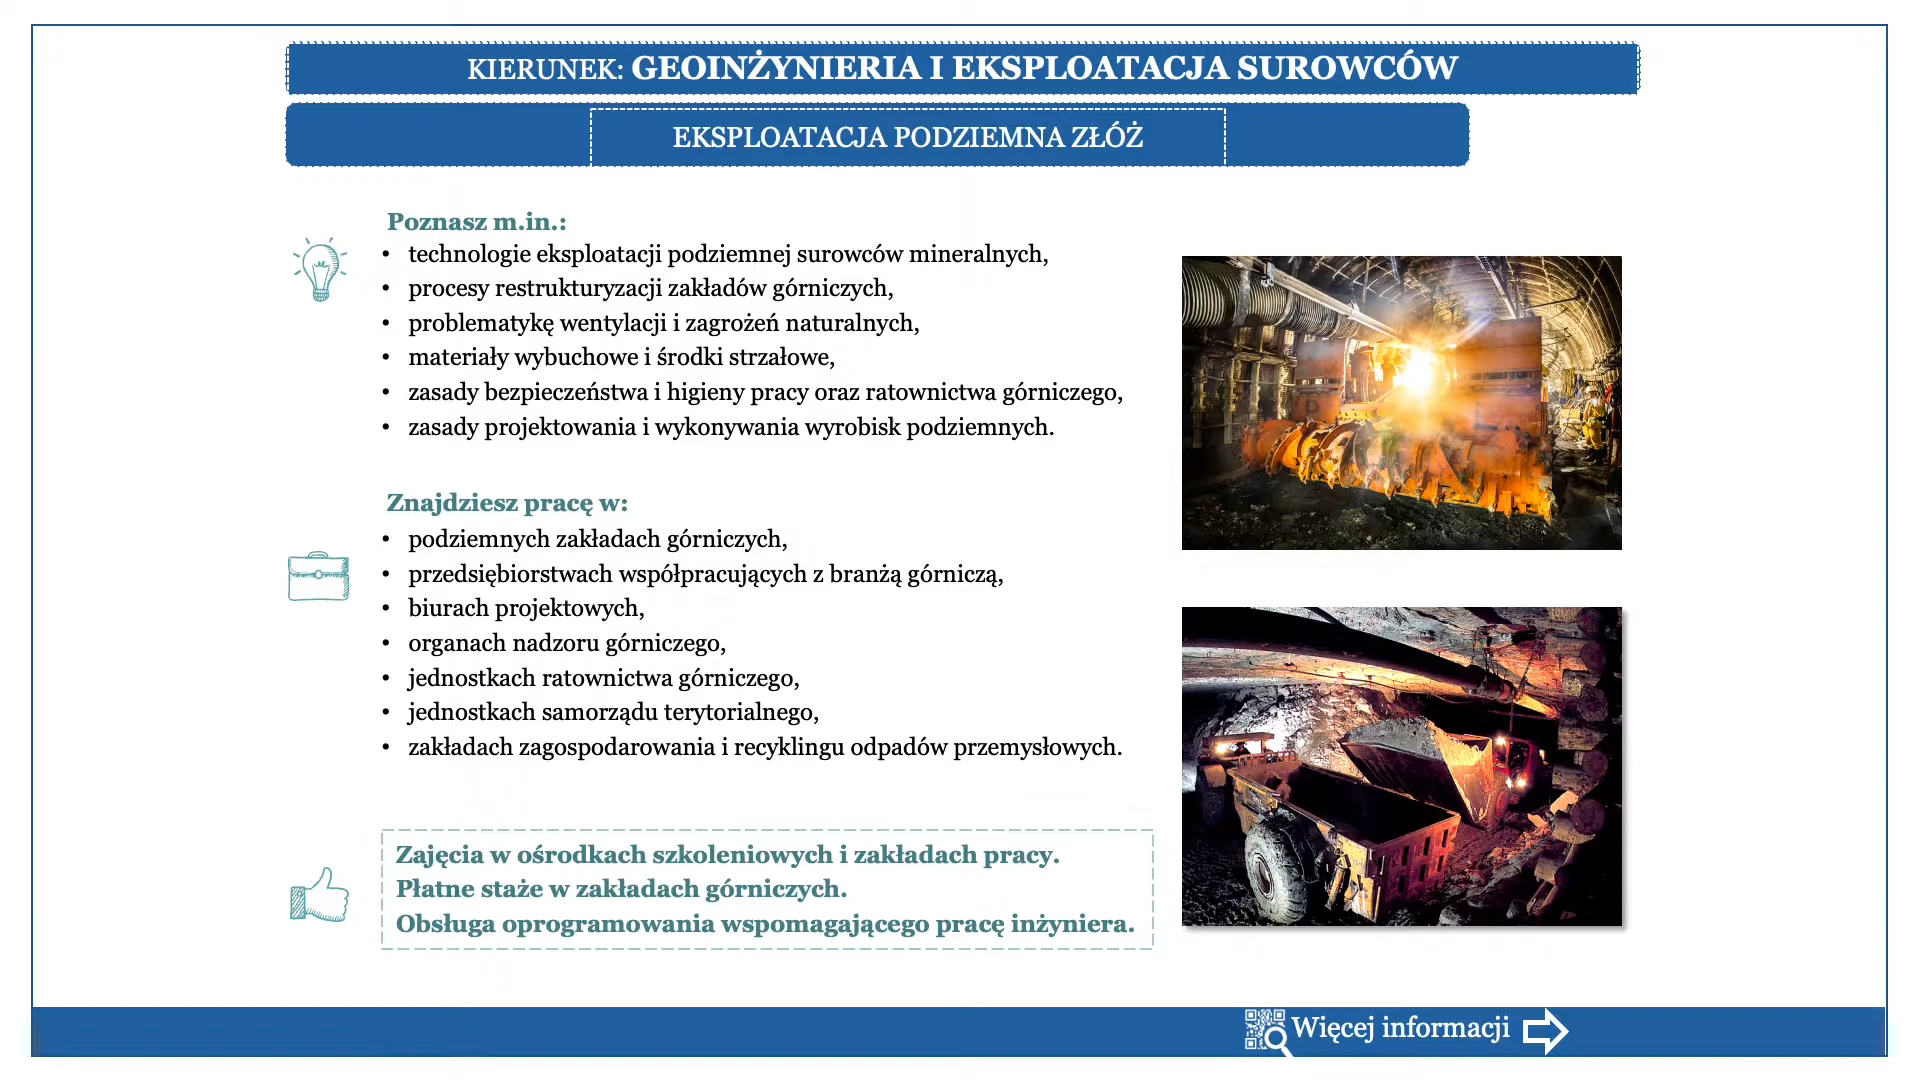 KIERUNEK: GEOINŻYNIERIA I EKSPLOATACJA SUROWCÓW
EKSPLOATACJA PODZIEMNA ZŁÓŻ
Poznasz m.in.:
• technologie eksploatacji podziemnej surowców mineralnych,
• procesy restrukturyzacji zakładów górniczych,
• problematykę wentylacji i zagrożeń naturalnych,
• materiały wybuchowe i środki strzałowe,
• zasady bezpieczeństwa i higieny pracy oraz ratownictwa górniczego,
• zasady projektowania i wykonywania wyrobisk podziemnych.
Znajdziesz pracę w:
• podziemnych zakładach górniczych,
• przedsiębiorstwach współpracujących z branżą górniczą,
• biurach projektowych,
• organach nadzoru górniczego,
• jednostkach ratownictwa górniczego,
• jednostkach samorządu terytorialnego,
• zakładach zagospodarowania i recyklingu odpadów przemysłowych.
Zajęcia w ośrodkach szkoleniowych i zakładach pracy.
Płatne staże w zakładach górniczych.
Obsługa oprogramowania wspomagającego pracę inżyniera.
Więcej informacji